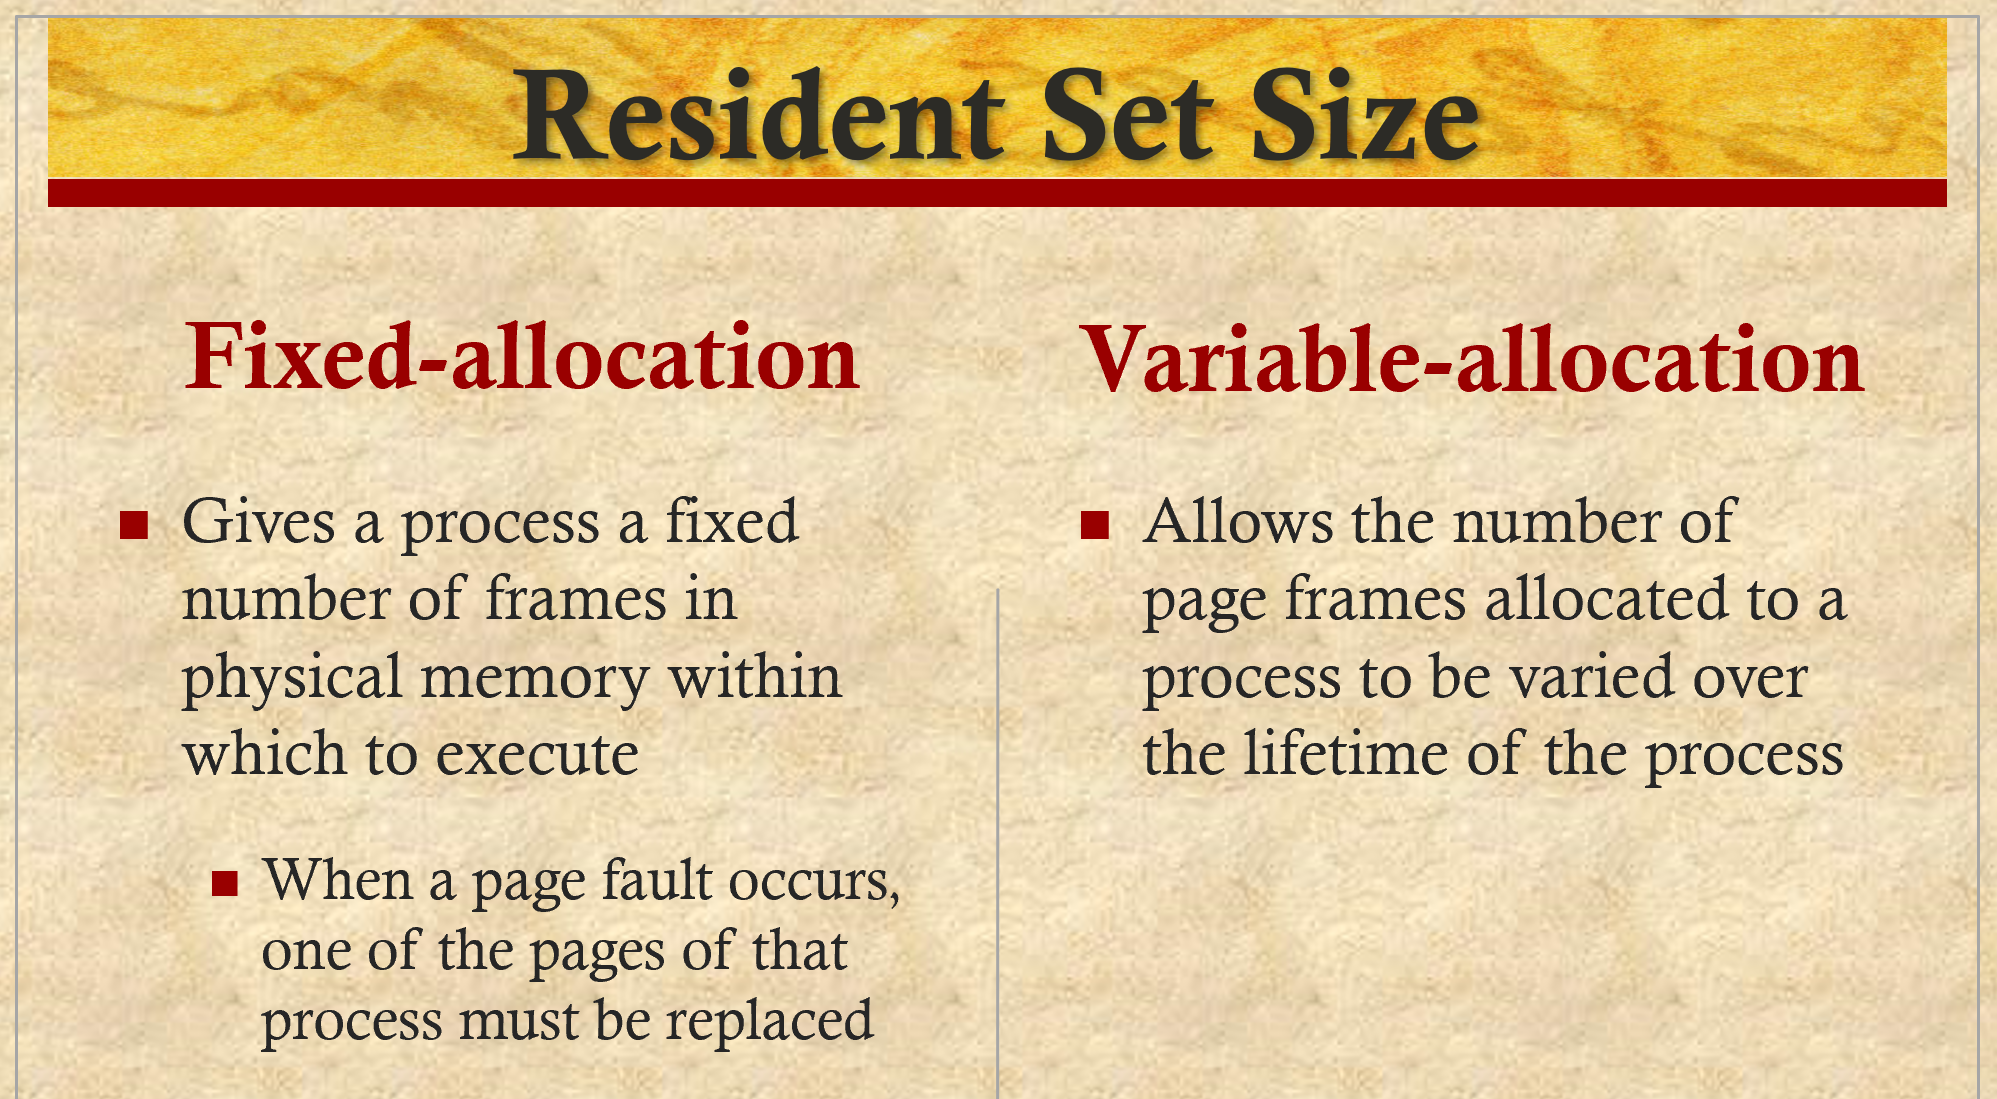 Resident Set Size
Fixed-allocation
Gives a process a fixed
number of frames in
physical memory within
which to execute
When a page fault occurs,
one of the pages of that
process must be replaced
Variable-allocation
Allows the number of
page frames allocated to a
process to be varied over
the lifetime of the process